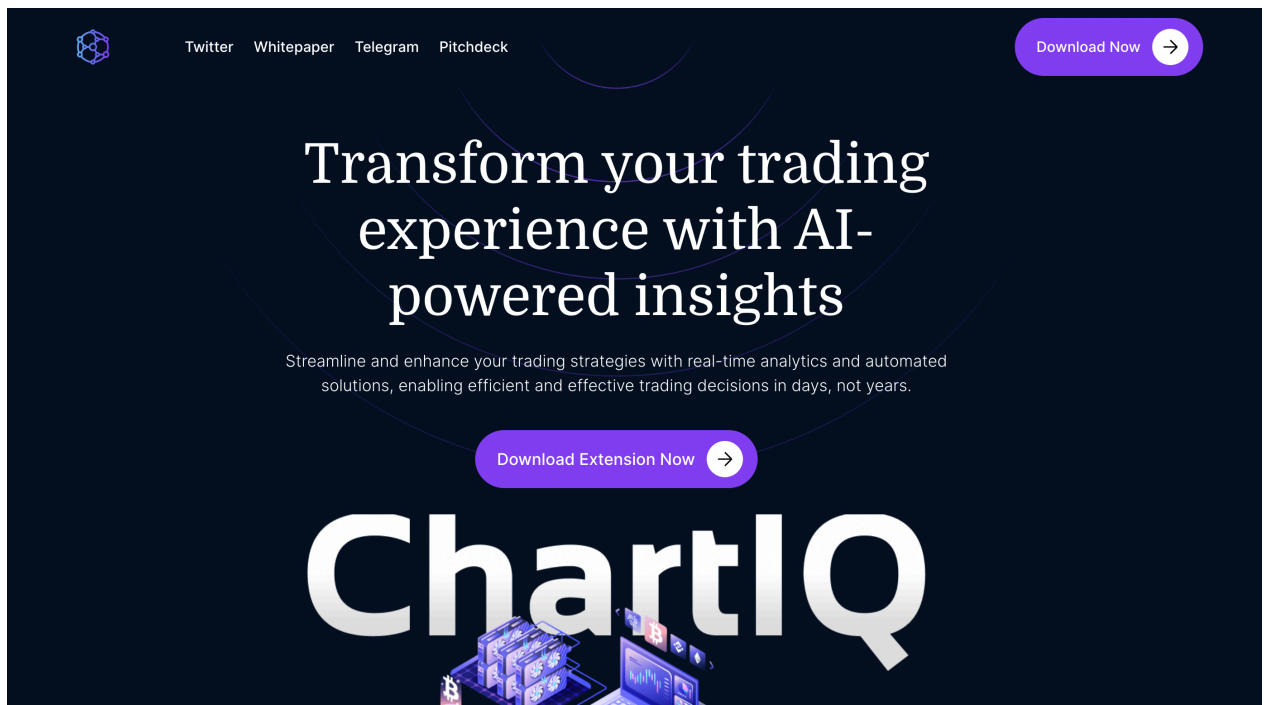 Twitter Whitepaper Telegram Pitchdeck Download Now
Transform your trading
experience with AI-
powered insights
Streamline and enhance your trading strategies with real-time analytics and automated
solutions, enabling efficient and effective trading decisions in days, not years.
Download Extension Now
ChartIQ